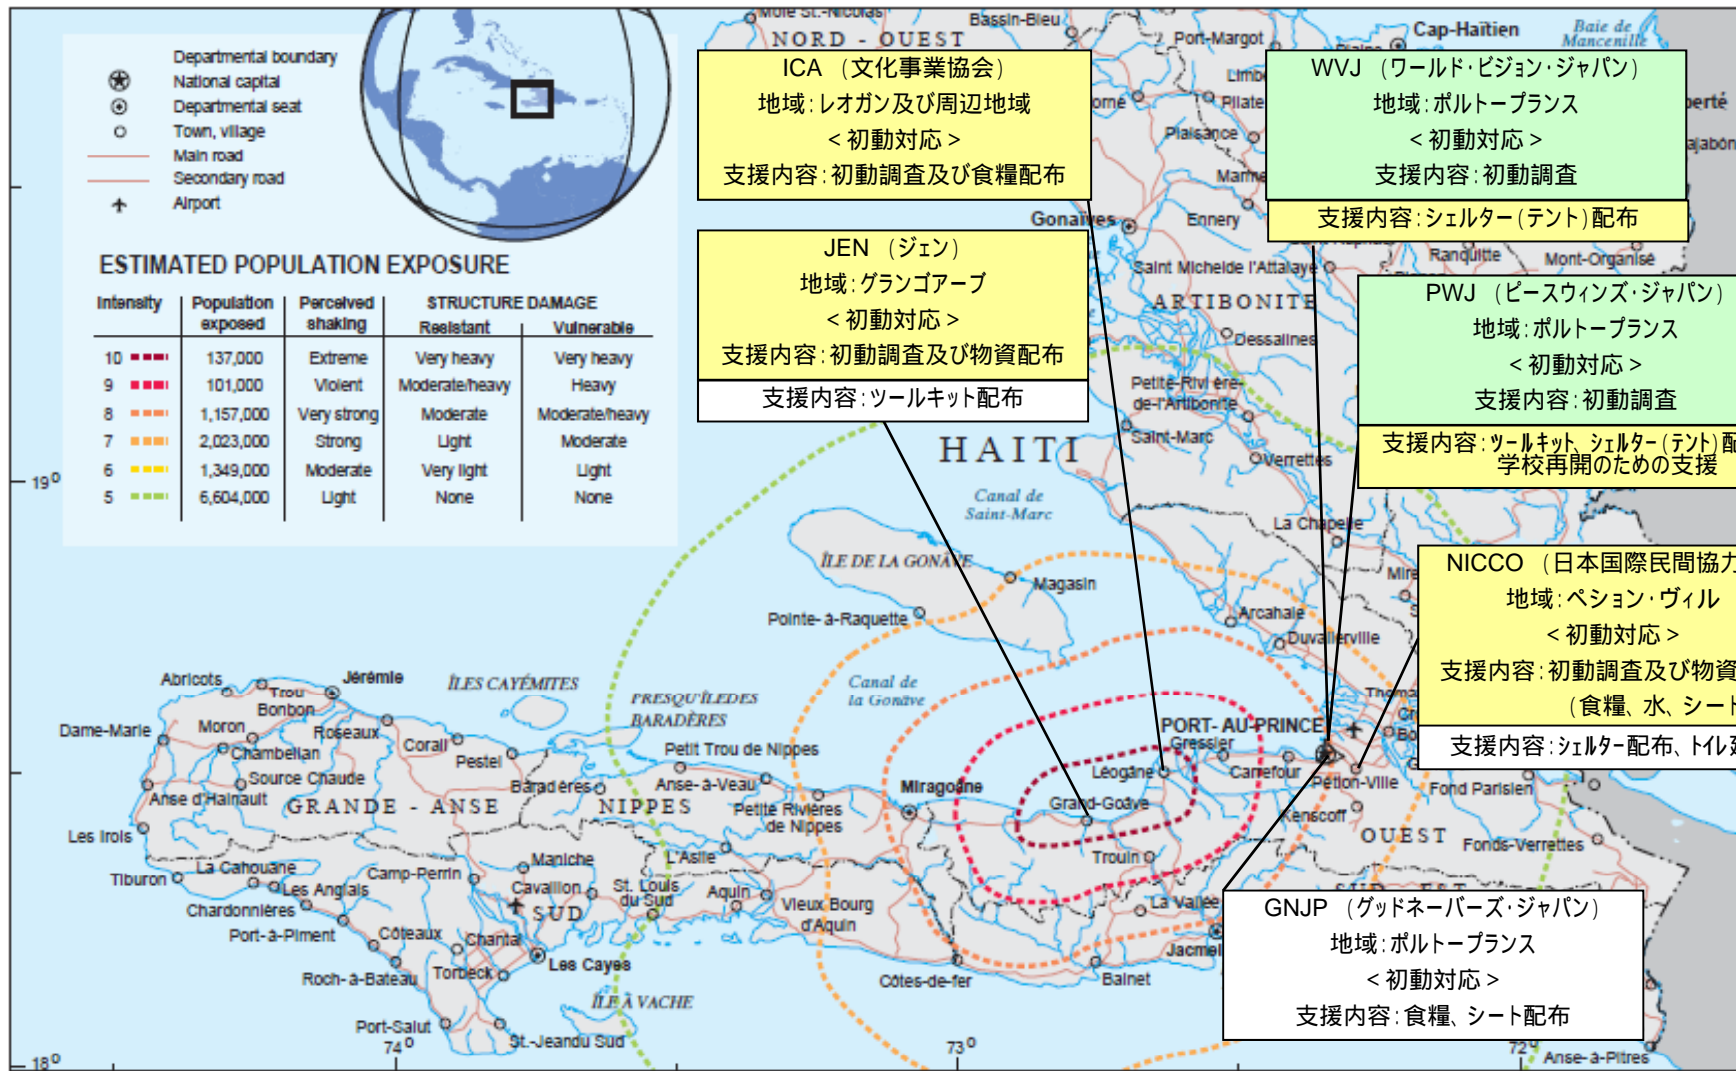 Departmental boundary
National capital
Departmental seat
Town, village
Main road
Secondary road
Airport
ESTIMATED POPULATION EXPOSURE
Intensity Population exposed Perceived shaking STRUCTURE DAMAGE
Resistant Vulnerable
10 137,000 Extreme Very heavy Very heavy
9 101,000 Violent Moderate/heavy Heavy
8 1,157,000 Very strong Moderate Moderate/heavy
7 2,023,000 Strong Light Moderate
6 1,349,000 Moderate Very light Light
5 6,604,000 Light None None
Môle St.-Nicolas
Bassin-Bleu
NORD - OUEST
Port-Margot
Cap-Haïtien
Baie de
Mancenille
ICA (文化事業協会)
地域:レオガン及び周辺地域
<初動対応>
支援内容:初動調査及び食糧配布
WVJ (ワールド・ビジョン・ジャパン)
地域:ポルトープランス
<初動対応>
支援内容:初動調査
支援内容:シェルター(テント)配布
Pilate
Plaisance
Gonaïves
Ennery
JEN (ジェン)
地域:グランゴアーブ
<初動対応>
支援内容:初動調査及び物資配布
支援内容:ツールキット配布
Saint Michelde l'Attalaye
Ranquitte
Mont-Organisé
ARTIBONITE
Dessalines
PWJ (ピースウィンズ・ジャパン)
地域:ポルトープランス
<初動対応>
支援内容:初動調査
支援内容:ツールキット、シェルター(テント)配
学校再開のための支援
Petite-Rivière-
de-l'Artibonite
Saint-Marc
Verrettes
HAITI
19°
Canal de
Saint-Marc
La Chapelle
ÎLE DE LA GONÂVE
Magasin
Pointe-à-Raquette
Arcahaie
Duvalierville
NICCO (日本国際民間協力
地域:ペション・ヴィル
<初動対応>
支援内容:初動調査及び物資
(食糧、水、シート
支援内容:シェルター配布、トイレ
Canal de
la Gonâve
Abricots
Trou
Bonbon
Jérémie
ÎLES CAYÉMITES
PRESQU'ÎLEDES
BARADÈRES
Dame-Marie
Moron
Chambellan
Roseaux
Corail
Pestel
Petit Trou de Nippes
PORT-AU-PRINCE
Gressier
Source Chaude
Anse d'Hainault
Baradères
Anse-à-Veau
Miragoâne
Léogâne
Carrefour
Pétion-Ville
Fond Parisien
GRANDE - ANSE
NIPPES
Petite Rivières
de Nippes
Grand-Goâve
Kenscoff
OUEST
Fonds-Verrettes
Les Irois
Tiburon
La Cahouane
Les Anglais
Camp-Perrin
Maniche
L'Asile
Trouin
Cavaillon
St. Louis
du Sud
Aquin
Vieux Bourg
d'Aquin
La Vallée
SUD - EST
Chardonnières
SUD
Port-à-Piment
Côteaux
Chantal
Roch-à-Bateau
Torbeck
Les Cayes
Côtes-de-fer
Bainet
Jacmel
GNJP (グッドネーバーズ・ジャパン)
地域:ポルトープランス
<初動対応>
支援内容:食糧、シート配布
ÎLE À VACHE
Port-Salut
St.-Jeandu Sud
18°
74°
73°
72°
Anse-à-Pitres